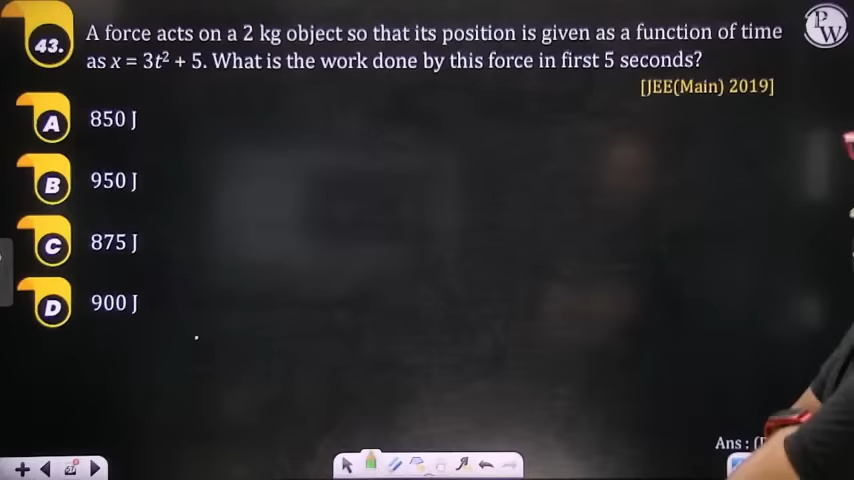 43. A force acts on a 2 kg object so that its position is given as a function of time
as x = 3t² + 5. What is the work done by this force in first 5 seconds?
[JEE(Main) 2019]
A 850 J
B 950 J
C 875 J
D 900 J
Ans :
PW